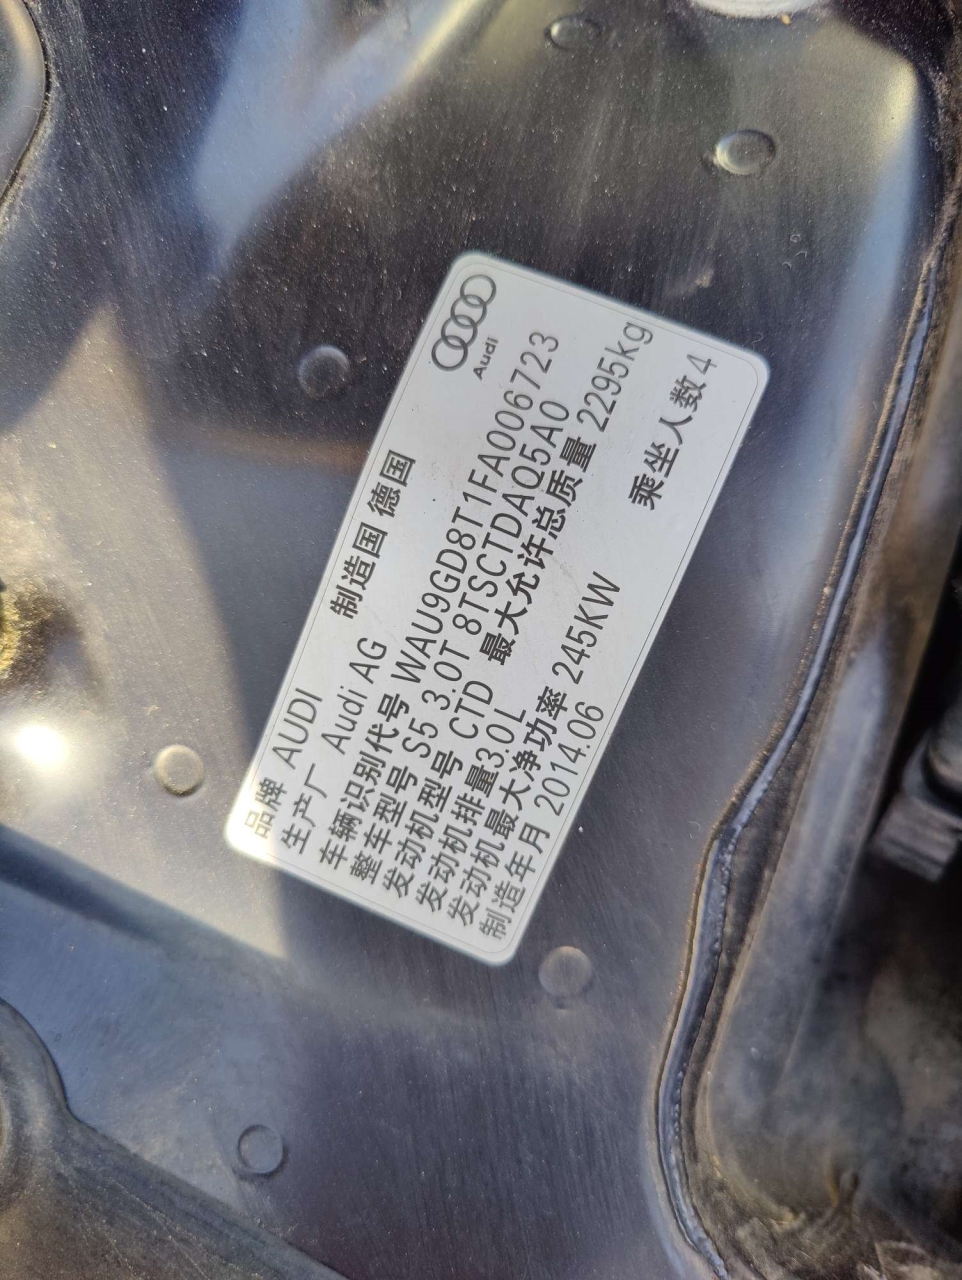 Audi
品牌 AUDI
生产厂 Audi AG 制造国 德国
车辆识别代号 WAU9GD8T1FA006723
整车型号 S5 3.0T 8TSCTDAQ5A0
发动机型号 CTD 最大允许总质量 2295kg
发动机排量3.0L
发动机最大净功率 245KW 乘坐人数 4
制造年月 2014.06